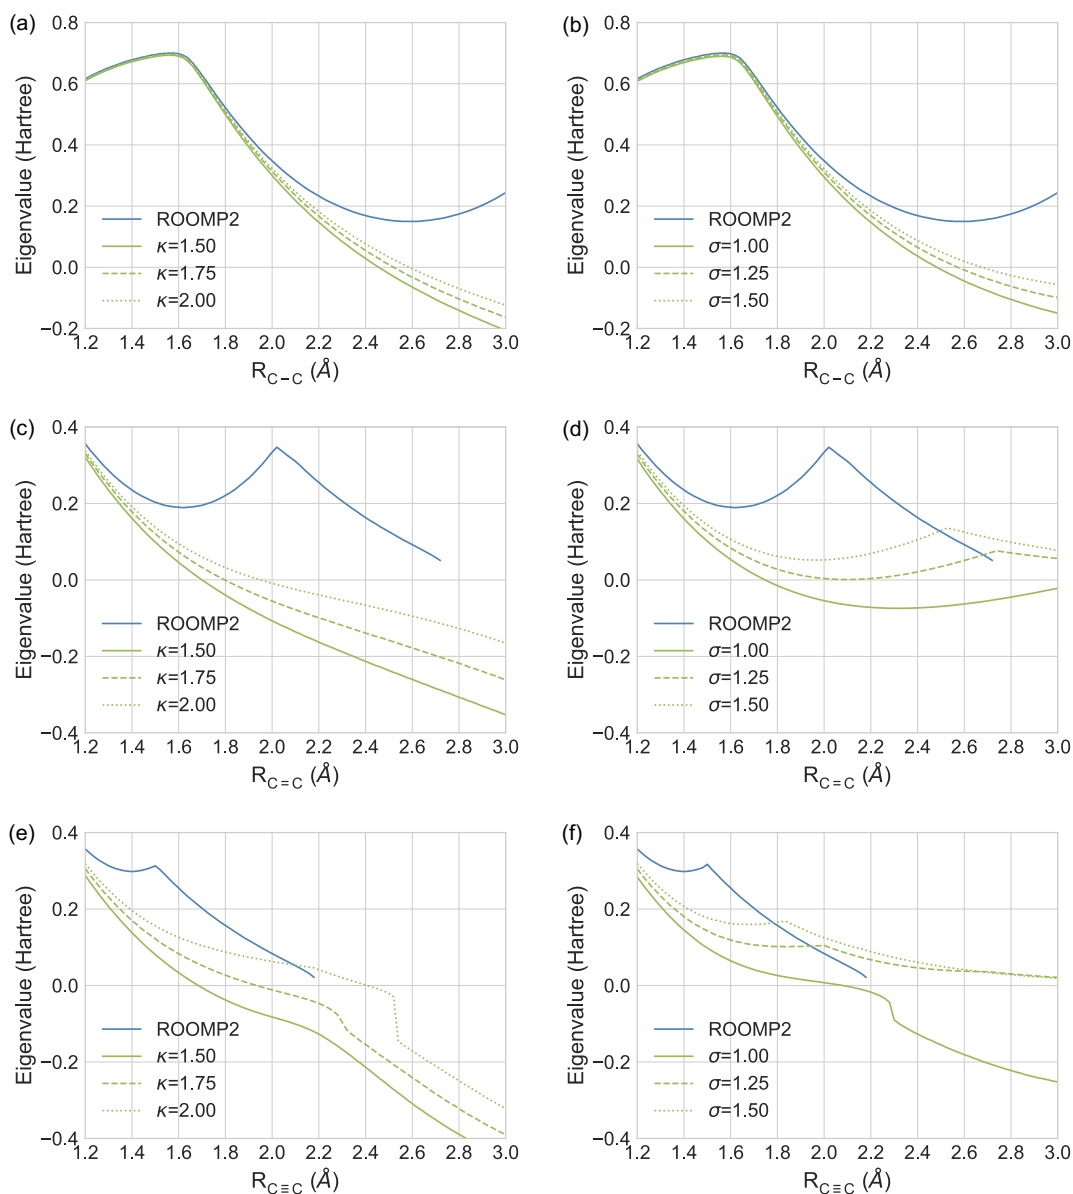 (a)
Eigenvalue (Hartree)
0.8
0.6
0.4
0.2
0.0
−0.2
ROOMP2
κ=1.50
κ=1.75
κ=2.00
1.2 1.4 1.6 1.8 2.0 2.2 2.4 2.6 2.8 3.0
R_C−C (Å)
(b)
Eigenvalue (Hartree)
0.8
0.6
0.4
0.2
0.0
−0.2
ROOMP2
σ=1.00
σ=1.25
σ=1.50
1.2 1.4 1.6 1.8 2.0 2.2 2.4 2.6 2.8 3.0
R_C−C (Å)
(c)
Eigenvalue (Hartree)
0.4
0.2
0.0
−0.2
−0.4
ROOMP2
κ=1.50
κ=1.75
κ=2.00
1.2 1.4 1.6 1.8 2.0 2.2 2.4 2.6 2.8 3.0
R_C=C (Å)
(d)
Eigenvalue (Hartree)
0.4
0.2
0.0
−0.2
−0.4
ROOMP2
σ=1.00
σ=1.25
σ=1.50
1.2 1.4 1.6 1.8 2.0 2.2 2.4 2.6 2.8 3.0
R_C=C (Å)
(e)
Eigenvalue (Hartree)
0.4
0.2
0.0
−0.2
−0.4
ROOMP2
κ=1.50
κ=1.75
κ=2.00
1.2 1.4 1.6 1.8 2.0 2.2 2.4 2.6 2.8 3.0
R_C≡C (Å)
(f)
Eigenvalue (Hartree)
0.4
0.2
0.0
−0.2
−0.4
ROOMP2
σ=1.00
σ=1.25
σ=1.50
1.2 1.4 1.6 1.8 2.0 2.2 2.4 2.6 2.8 3.0
R_C≡C (Å)